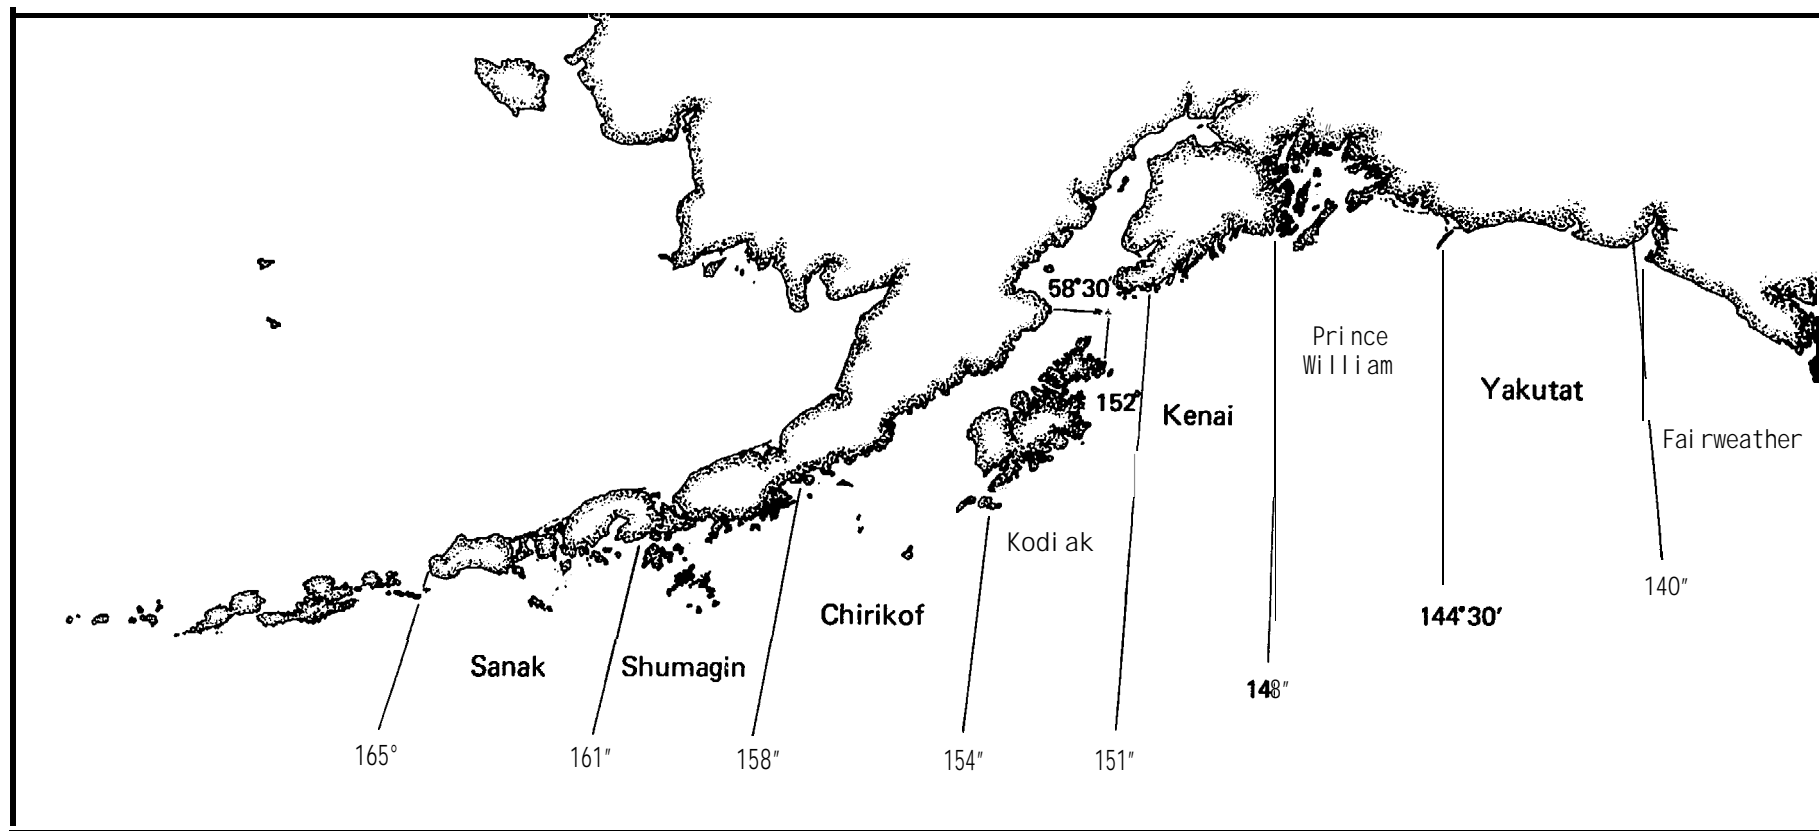 58°30′
Prince
William
Yakutat
152°
Kenai
Fairweather
Kodiak
140″
Chirikof
144°30′
Sanak
Shumagin
148″
165°
161″
158″
154″
151″